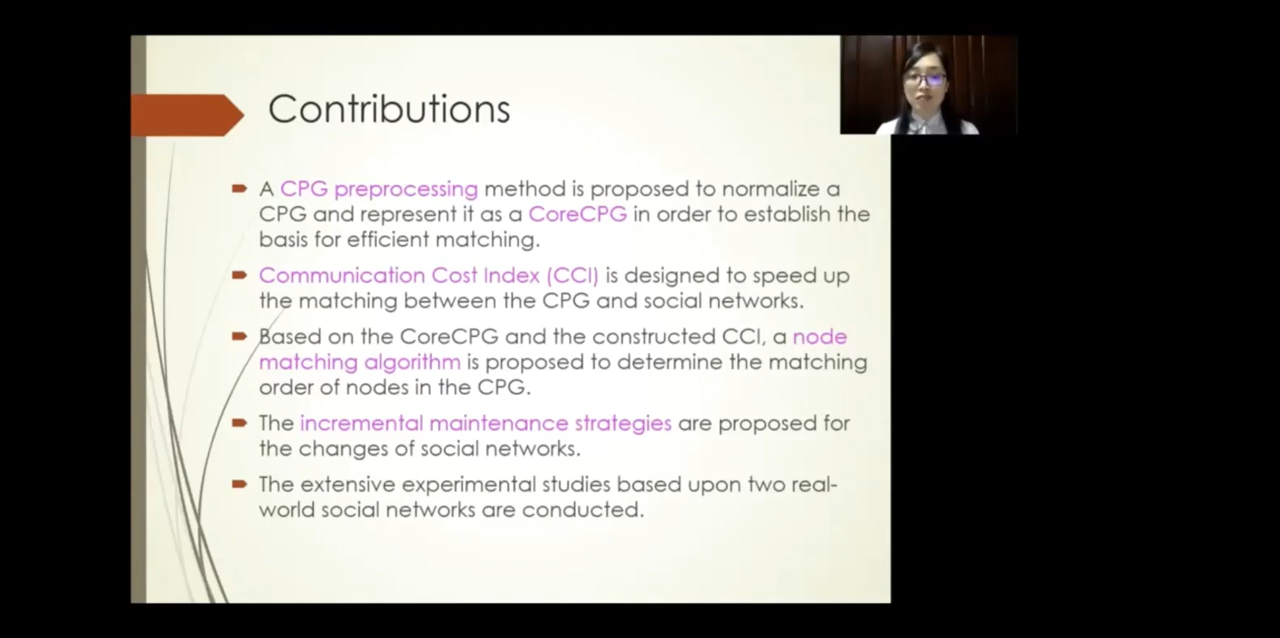 Contributions
A CPG preprocessing method is proposed to normalize a
CPG and represent it as a CoreCPG in order to establish the
basis for efficient matching.
Communication Cost Index (CCI) is designed to speed up
the matching between the CPG and social networks.
Based on the CoreCPG and the constructed CCI, a node
matching algorithm is proposed to determine the matching
order of nodes in the CPG.
The incremental maintenance strategies are proposed for
the changes of social networks.
The extensive experimental studies based upon two real-
world social networks are conducted.